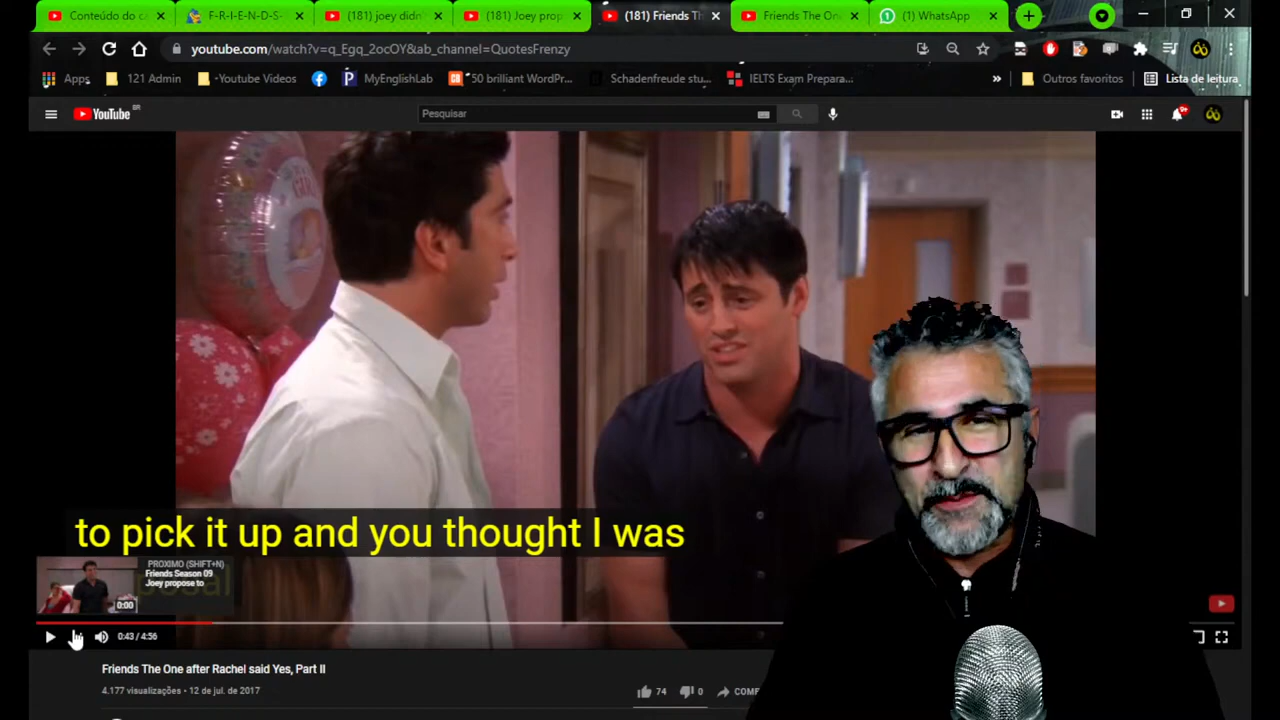 Conteúdo do ca
F-R-I-E-N-D-S-
(181) joey didn'
(181) Joey prop
(181) Friends Th
Friends The One
(1) WhatsApp
youtube.com/watch?v=q_Egq_2ocOY&ab_channel=QuotesFrenzy
Apps
121 Admin
-Youtube Videos
MyEnglishLab
50 brilliant WordPr...
Schadenfreude stu...
IELTS Exam Prepara...
»
Outros favoritos
Lista de leitura
YouTube BR
Pesquisar
9+
to pick it up and you thought I was
PRÓXIMO (SHIFT+N)
Friends Season 09
Joey propose to
0:00
0:43 / 4:56
Friends The One after Rachel said Yes, Part II
4.177 visualizações • 12 de jul. de 2017
74
0
COMP